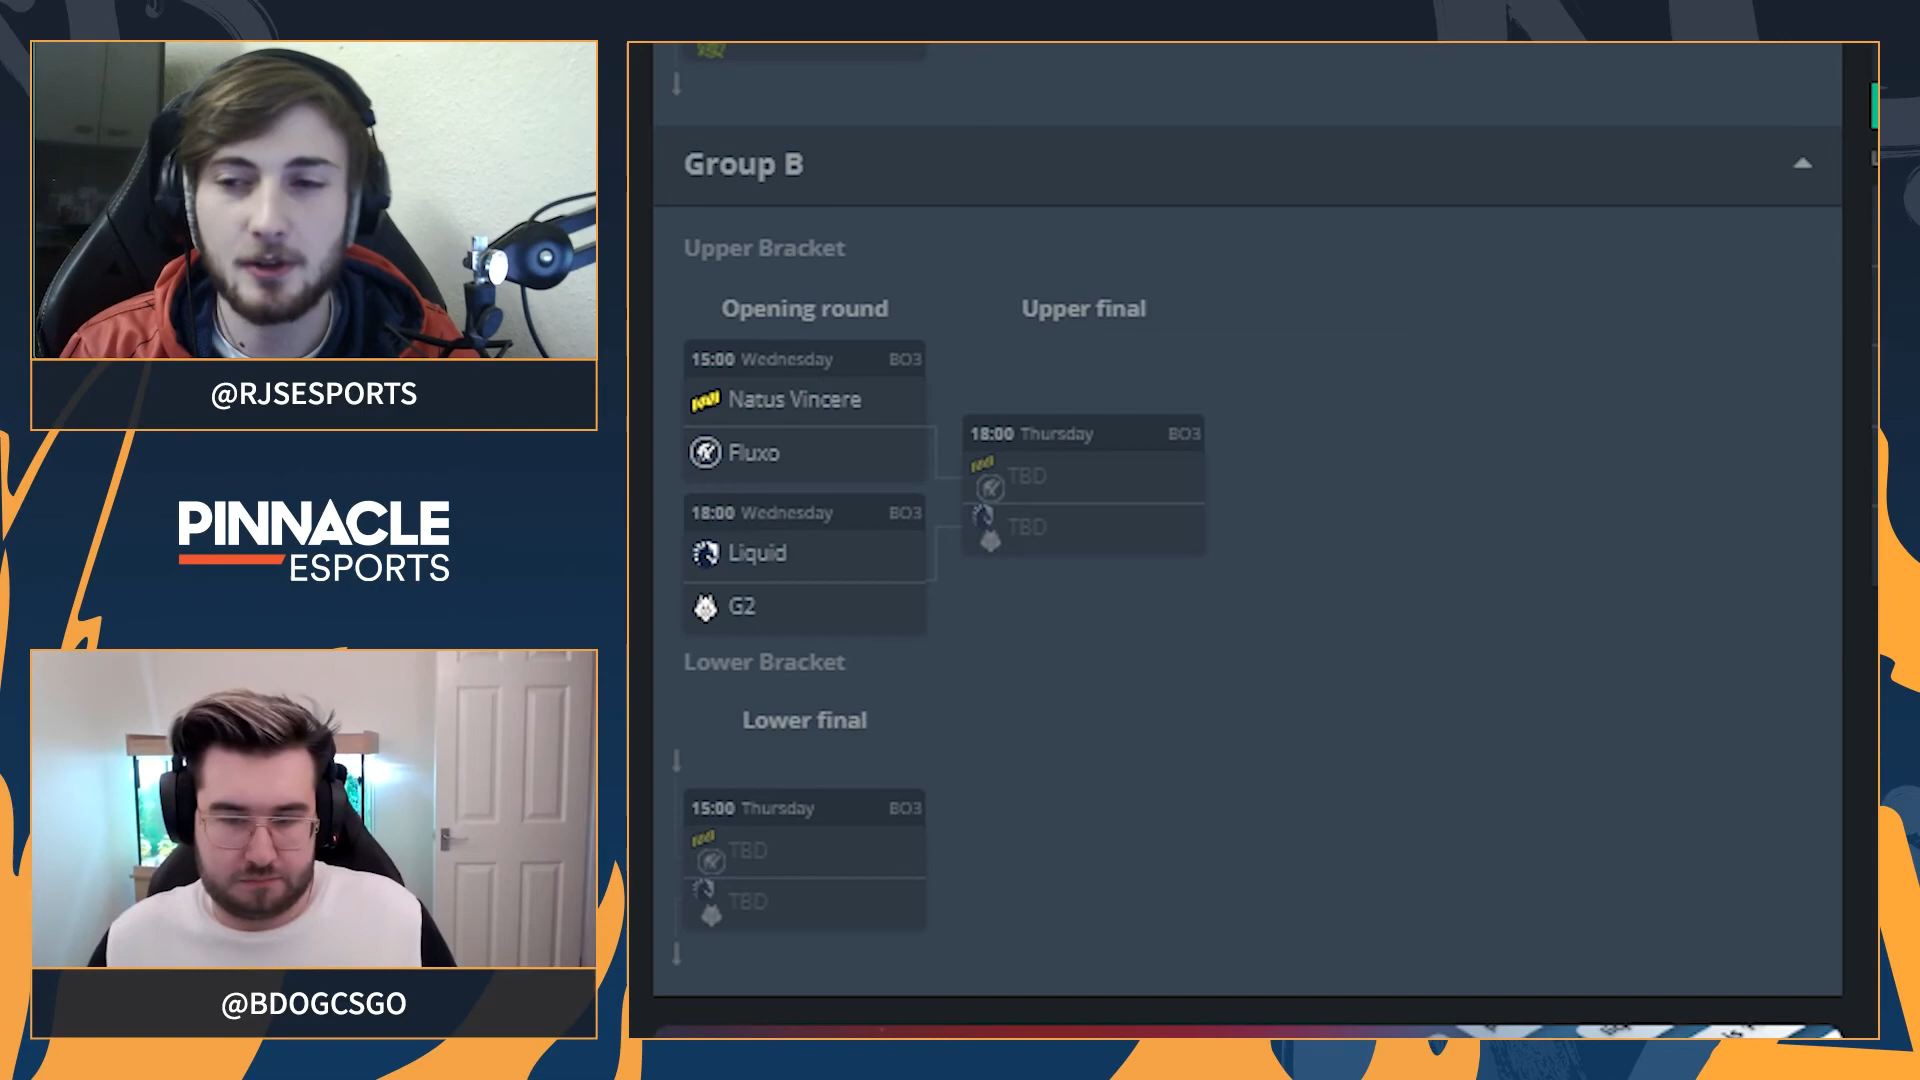 @RJSESPORTS
PINNACLE
ESPORTS
@BDOGCSGO
Group B
Upper Bracket
Opening round
Upper final
15:00 Wednesday BO3
Natus Vincere
Fluxo
18:00 Wednesday BO3
Liquid
G2
18:00 Thursday BO3
TBD
TBD
Lower Bracket
Lower final
15:00 Thursday BO3
TBD
TBD